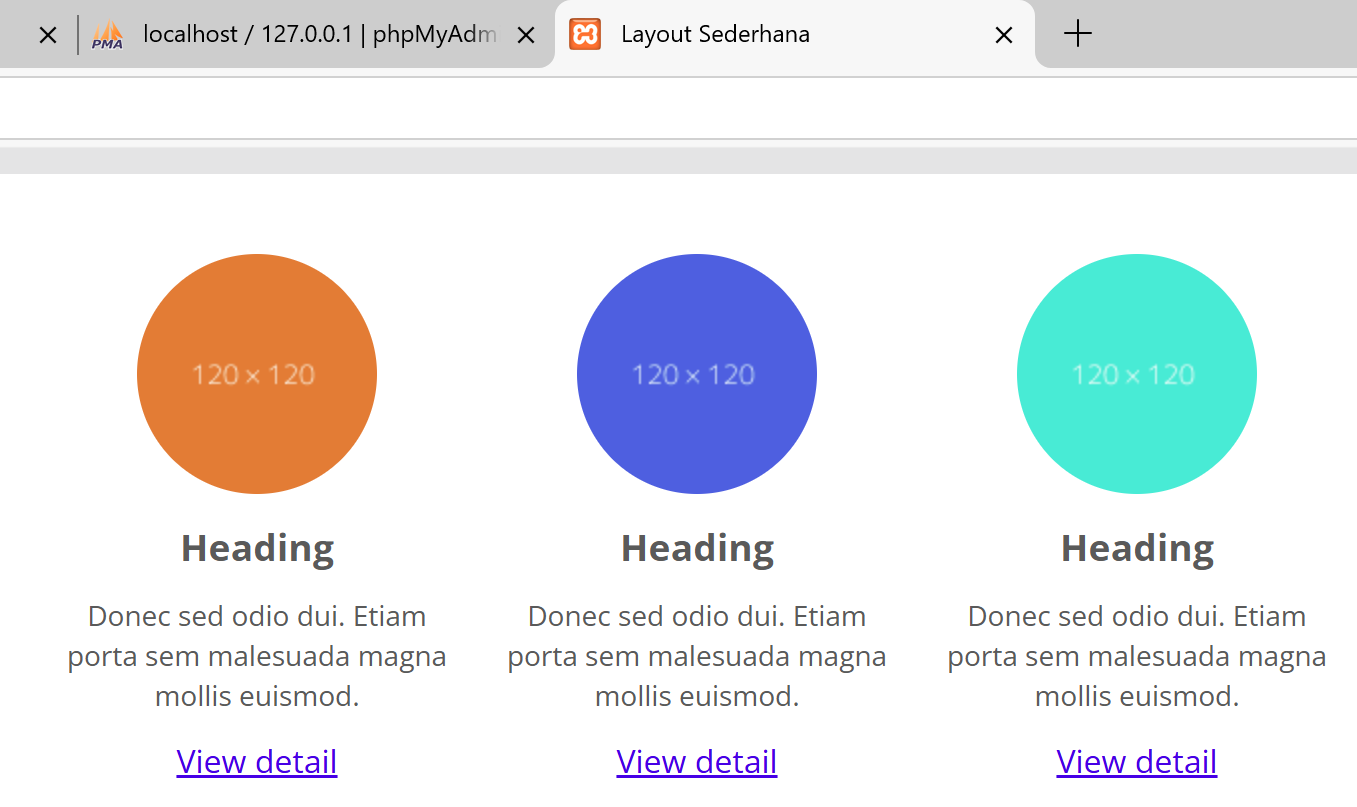 PMA localhost / 127.0.0.1 | phpMyAdm Layout Sederhana
120 × 120 120 × 120 120 × 120
Heading Heading Heading
Donec sed odio dui. Etiam Donec sed odio dui. Etiam Donec sed odio dui. Etiam
porta sem malesuada magna porta sem malesuada magna porta sem malesuada magna
mollis euismod. mollis euismod. mollis euismod.
View detail View detail View detail